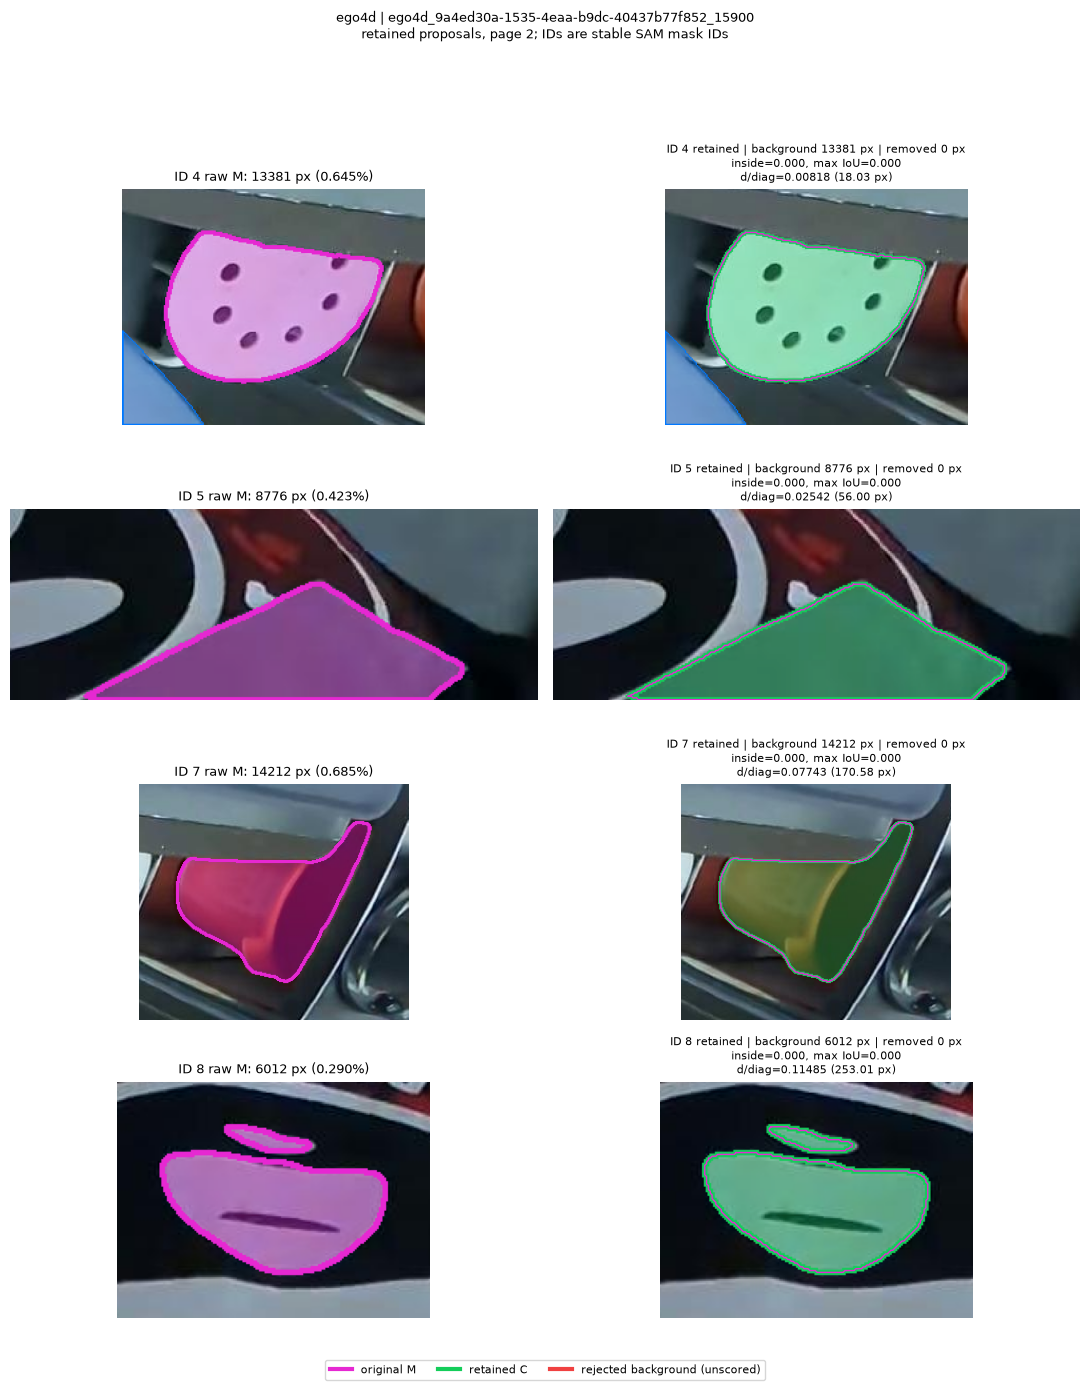 ego4d | ego4d_9a4ed30a-1535-4eaa-b9dc-40437b77f852_15900
retained proposals, page 2; IDs are stable SAM mask IDs
ID 4 raw M: 13381 px (0.645%)
ID 4 retained | background 13381 px | removed 0 px
inside=0.000, max IoU=0.000
d/diag=0.00818 (18.03 px)
ID 5 raw M: 8776 px (0.423%)
ID 5 retained | background 8776 px | removed 0 px
inside=0.000, max IoU=0.000
d/diag=0.02542 (56.00 px)
ID 7 raw M: 14212 px (0.685%)
ID 7 retained | background 14212 px | removed 0 px
inside=0.000, max IoU=0.000
d/diag=0.07743 (170.58 px)
ID 8 raw M: 6012 px (0.290%)
ID 8 retained | background 6012 px | removed 0 px
inside=0.000, max IoU=0.000
d/diag=0.11485 (253.01 px)
original M
retained C
rejected background (unscored)